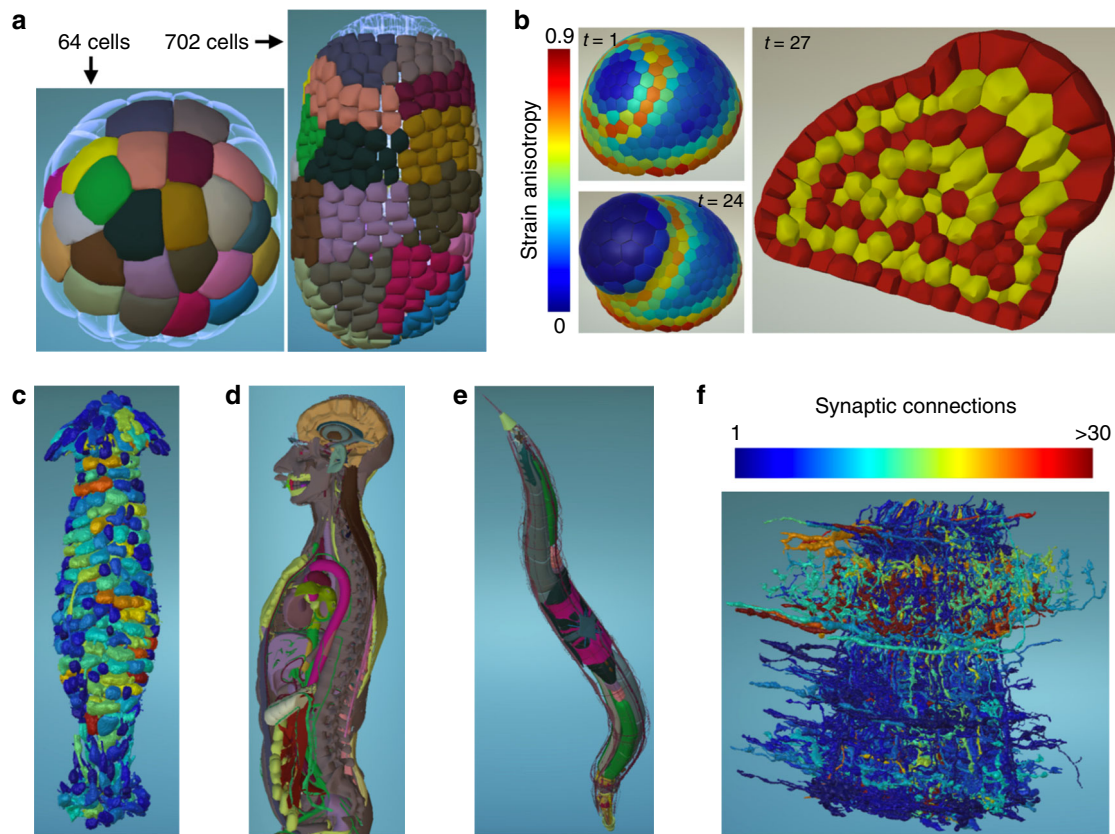 a
64 cells
702 cells
b
0.9
Strain anisotropy
0
t = 1
t = 24
t = 27
c
d
e
f
Synaptic connections
1
>30